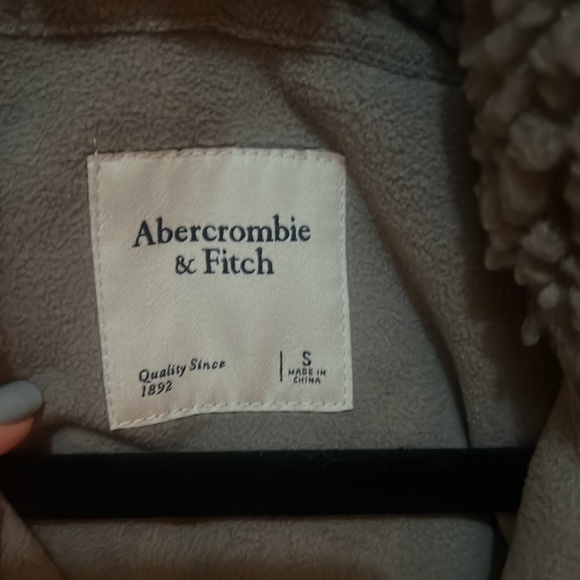 Abercrombie
& Fitch
Quality Since
1892
S
MADE IN
CHINA